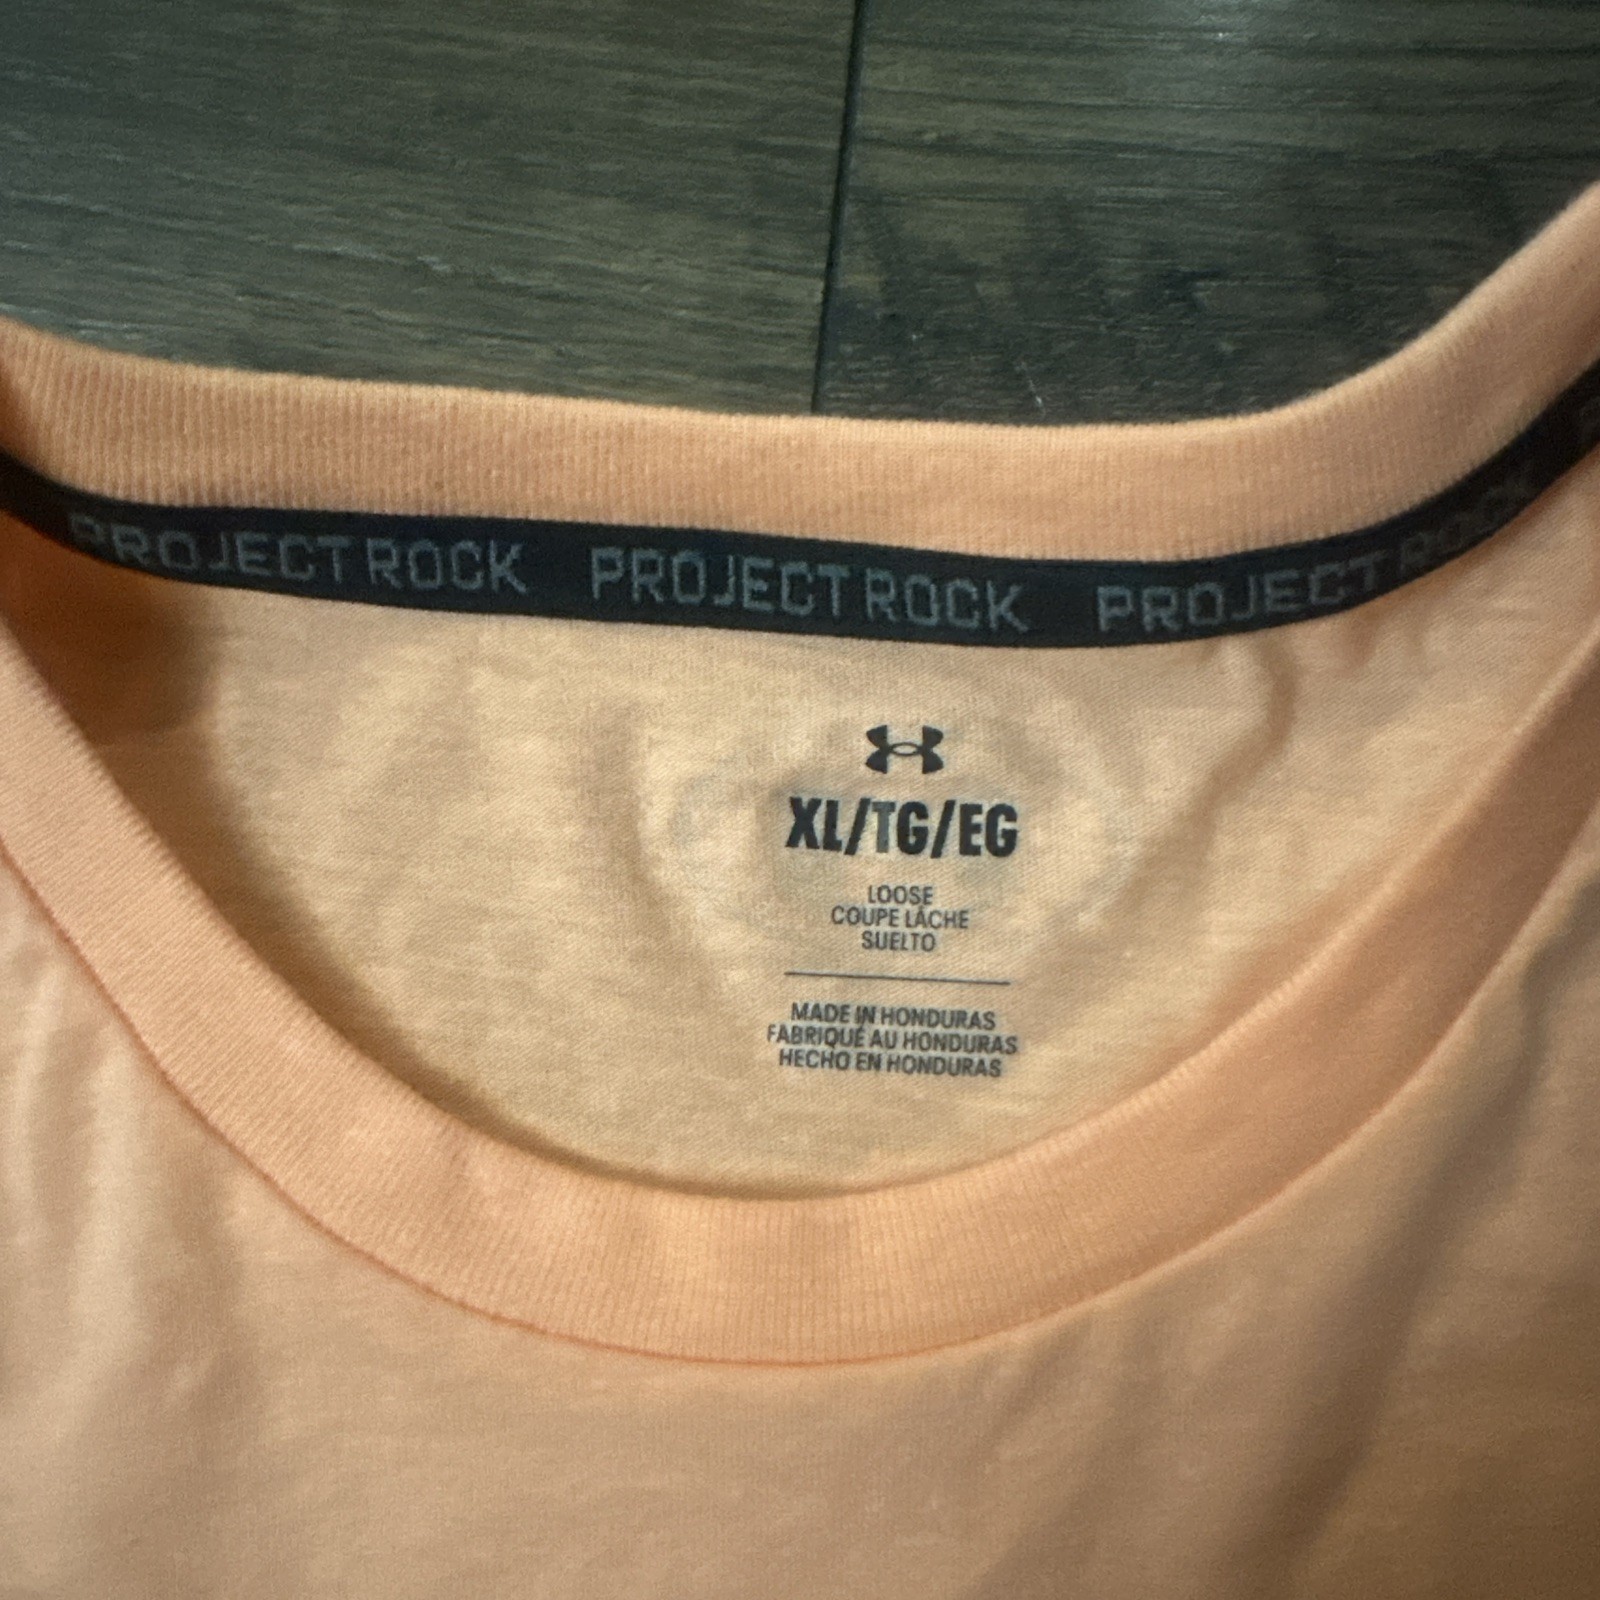 PROJECT ROCK PROJECT ROCK PROJECT ROCK
XL/TG/EG
LOOSE
COUPE LÂCHE
SUELTO
MADE IN HONDURAS
FABRIQUÉ AU HONDURAS
HECHO EN HONDURAS